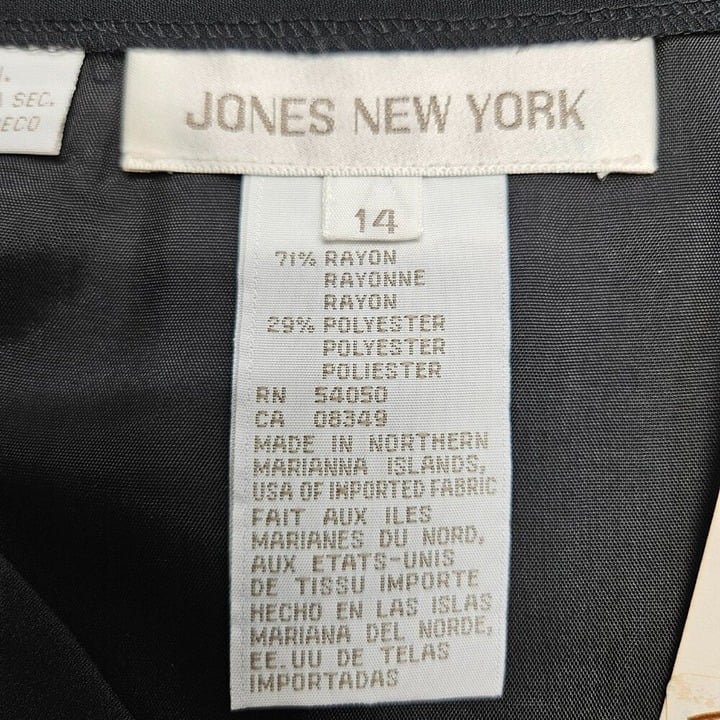 A SEC.
SECO
JONES NEW YORK
14
71% RAYON
RAYONNE
RAYON
29% POLYESTER
POLYESTER
POLIESTER
RN 54050
CA 08349
MADE IN NORTHERN
MARIANNA ISLANDS,
USA OF IMPORTED FABRIC
FAIT AUX ILES
MARIANES DU NORD,
AUX ETATS-UNIS
DE TISSU IMPORTE
HECHO EN LAS ISLAS
MARIANA DEL NORDE,
EE.UU DE TELAS
IMPORTADAS